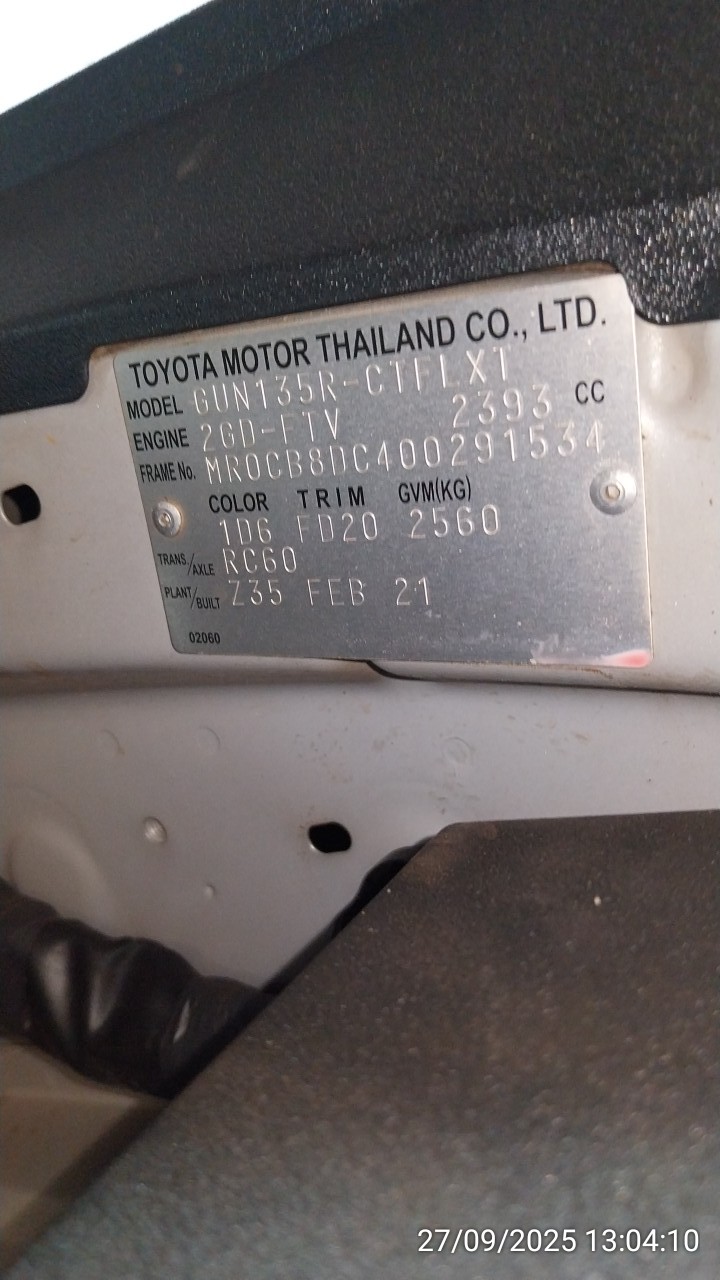 TOYOTA MOTOR THAILAND CO., LTD.
MODEL GUN135R-CTFLXT
ENGINE 2GD-FTV 2393 CC
FRAME No. MR0CB8DC400291534
COLOR TRIM GVM(KG)
1D6 FD20 2560
TRANS./AXLE RC60
PLANT/BUILT Z35 FEB 21
02060
27/09/2025 13:04:10